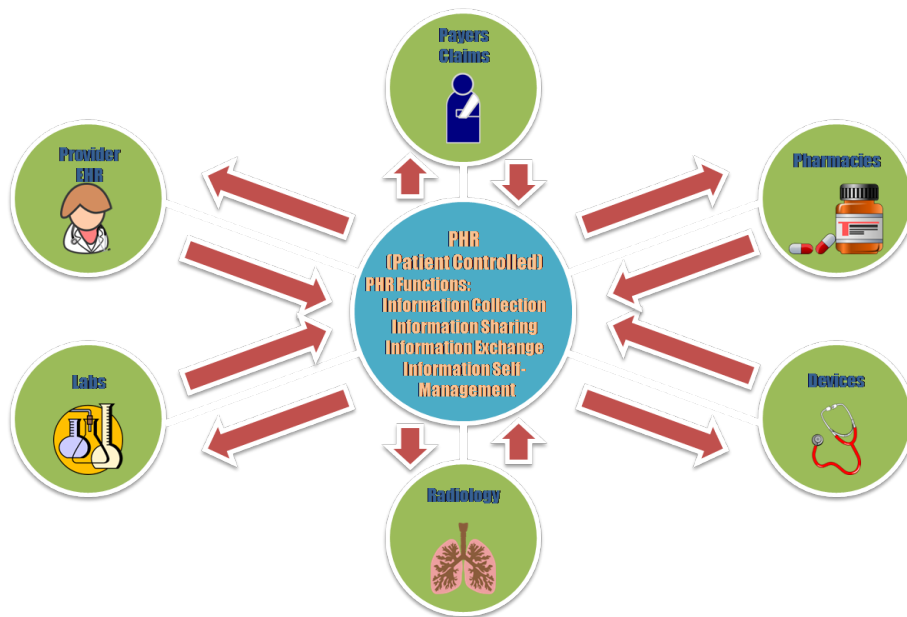 Payers
Claims
Provider
EHR
Pharmacies
PHR
(Patient Controlled)
PHR Functions:
Information Collection
Information Sharing
Information Exchange
Information Self-
Management
Labs
Devices
Radiology